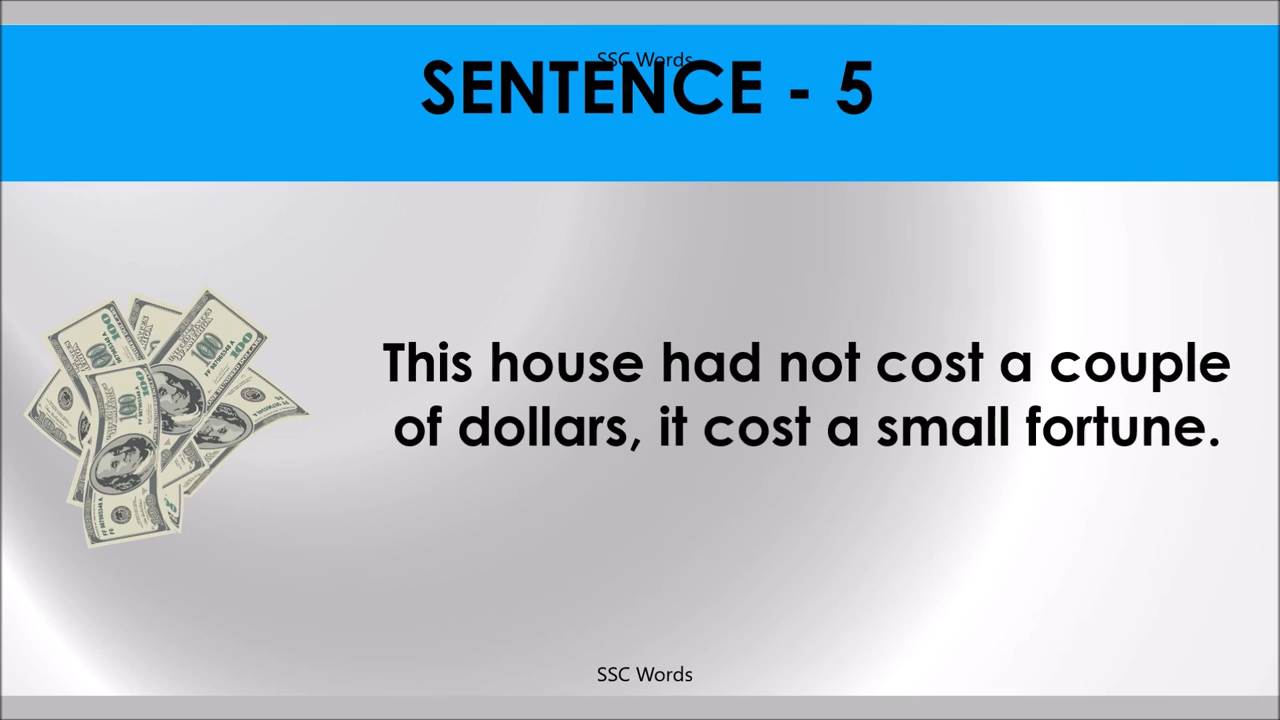 SSC Words
SENTENCE - 5
This house had not cost a couple
of dollars, it cost a small fortune.
SSC Words